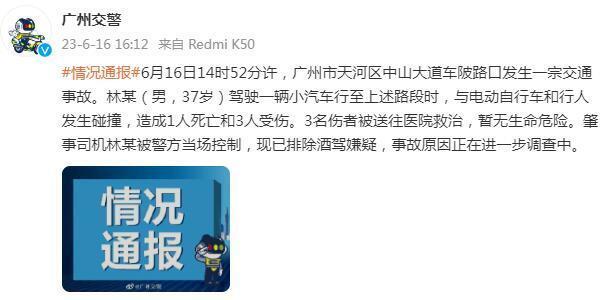 广州交警
23-6-16 16:12 来自 Redmi K50
#情况通报#6月16日14时52分许，广州市天河区中山大道车陂路口发生一宗交通
事故。林某（男，37岁）驾驶一辆小汽车行至上述路段时，与电动自行车和行人
发生碰撞，造成1人死亡和3人受伤。3名伤者被送往医院救治，暂无生命危险。肇
事司机林某被警方当场控制，现已排除酒驾嫌疑，事故原因正在进一步调查中。
情况
通报
@广州交警